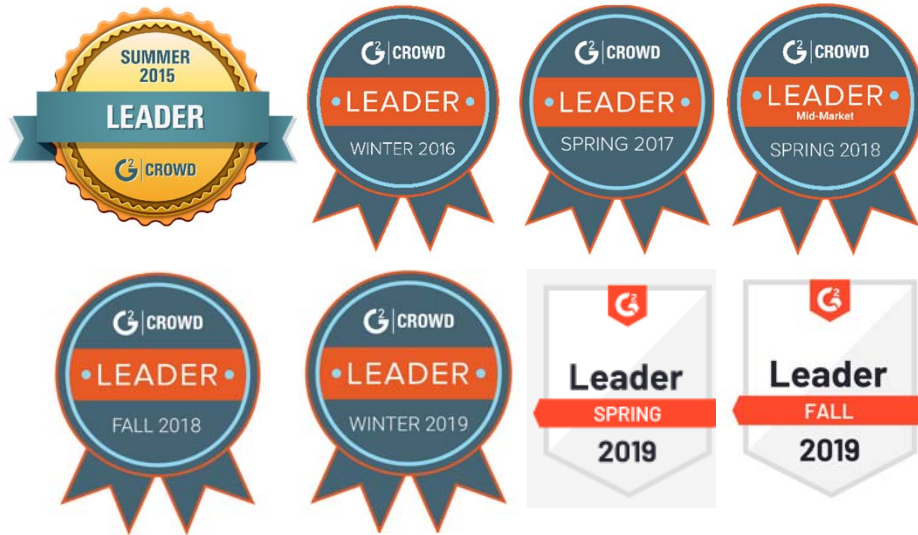 SUMMER
2015
LEADER
G2 | CROWD
G2 | CROWD
LEADER
WINTER 2016
G2 | CROWD
LEADER
SPRING 2017
G2 | CROWD
LEADER
Mid-Market
SPRING 2018
G2 | CROWD
LEADER
FALL 2018
G2 | CROWD
LEADER
WINTER 2019
G2
Leader
SPRING
2019
G2
Leader
FALL
2019